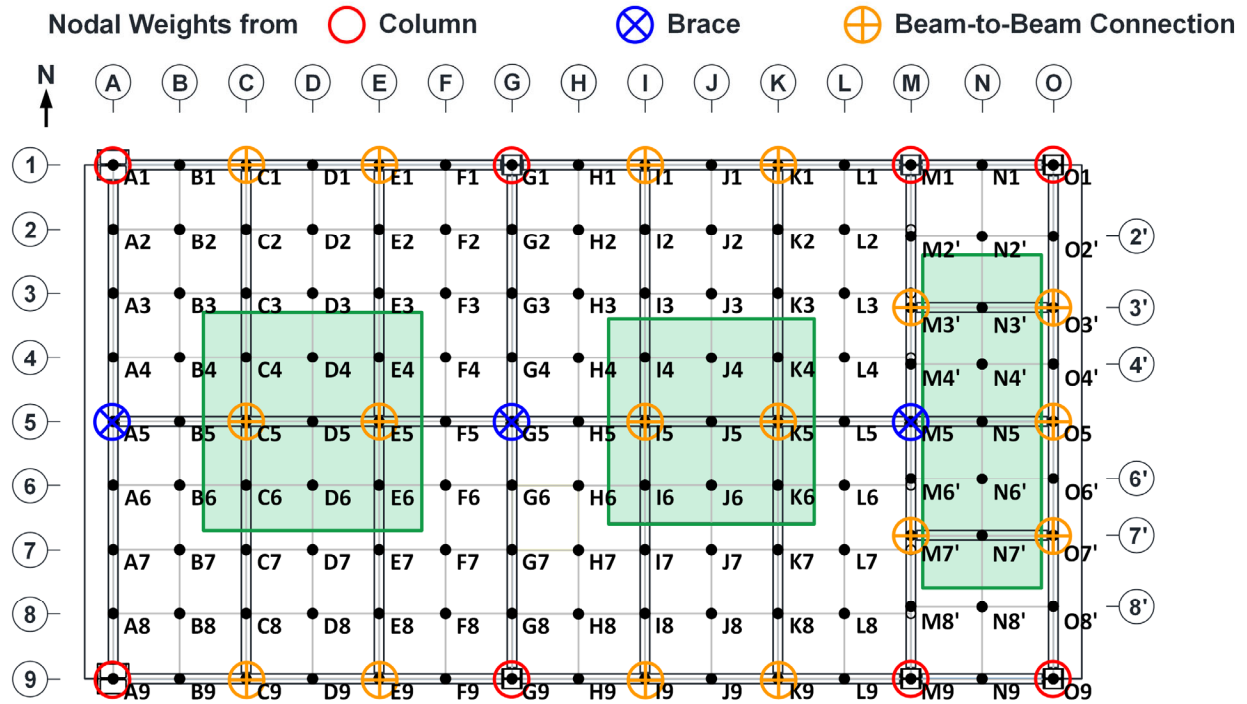 Nodal Weights from Column Brace Beam-to-Beam Connection
N A B C D E F G H I J K L M N O
1
A1 B1 C1 D1 E1 F1 G1 H1 I1 J1 K1 L1 M1 N1 O1
2 2'
A2 B2 C2 D2 E2 F2 G2 H2 I2 J2 K2 L2 M2' N2' O2'
3 3'
A3 B3 C3 D3 E3 F3 G3 H3 I3 J3 K3 L3 M3' N3' O3'
4 4'
A4 B4 C4 D4 E4 F4 G4 H4 I4 J4 K4 L4 M4' N4' O4'
5
A5 B5 C5 D5 E5 F5 G5 H5 I5 J5 K5 L5 M5 N5 O5
6 6'
A6 B6 C6 D6 E6 F6 G6 H6 I6 J6 K6 L6 M6' N6' O6'
7 7'
A7 B7 C7 D7 E7 F7 G7 H7 I7 J7 K7 L7 M7' N7' O7'
8 8'
A8 B8 C8 D8 E8 F8 G8 H8 I8 J8 K8 L8 M8' N8' O8'
9
A9 B9 C9 D9 E9 F9 G9 H9 I9 J9 K9 L9 M9 N9 O9